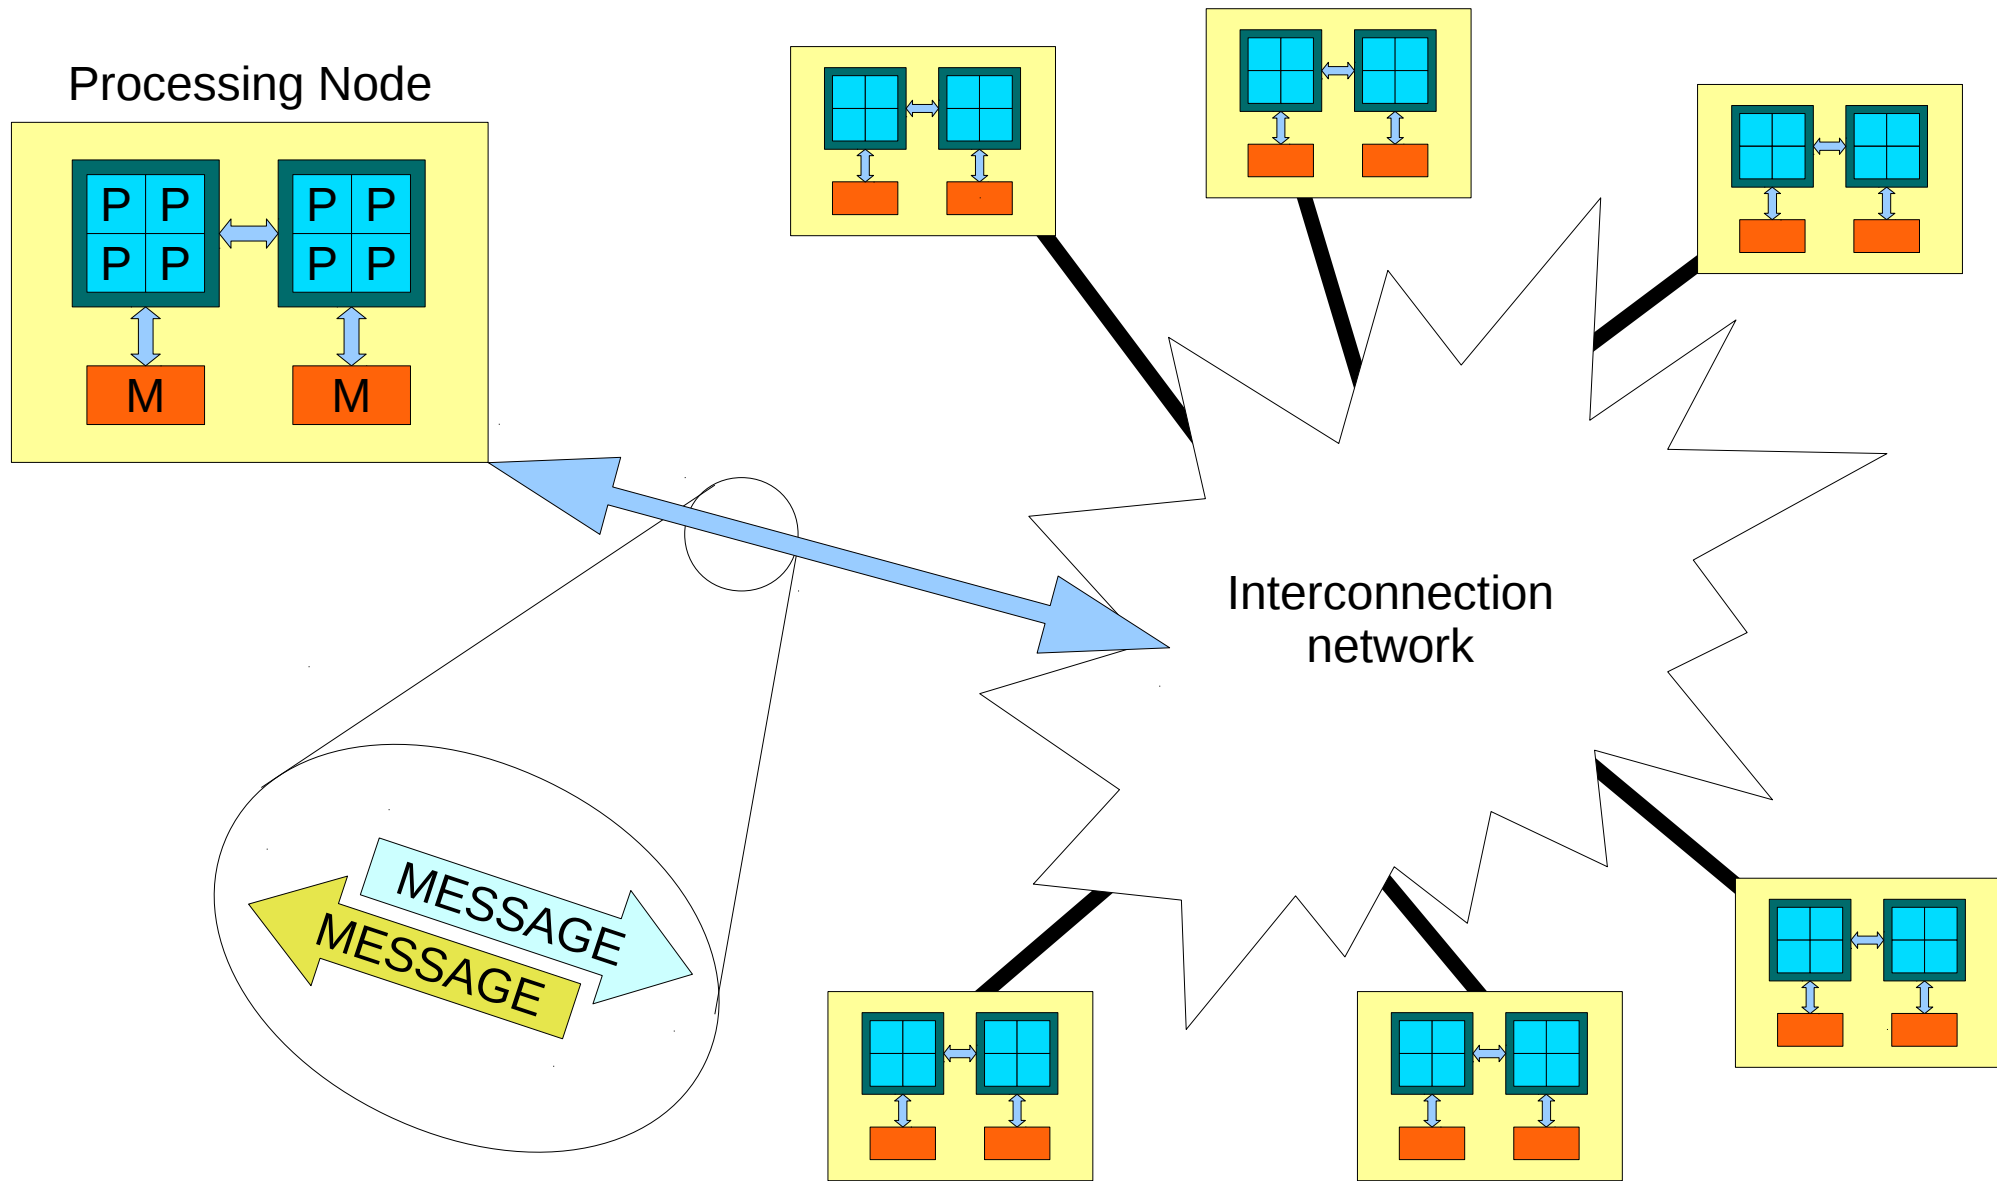 Processing Node
P P P P
P P P P
M M
Interconnection
network
MESSAGE
MESSAGE